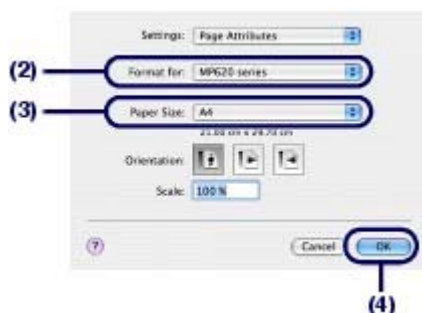 Settings: Page Attributes
(2) Format for: MP620 series
(3) Paper Size: A4
21.00 cm x 29.70 cm
Orientation:
Scale: 100 %
? Cancel OK
(4)